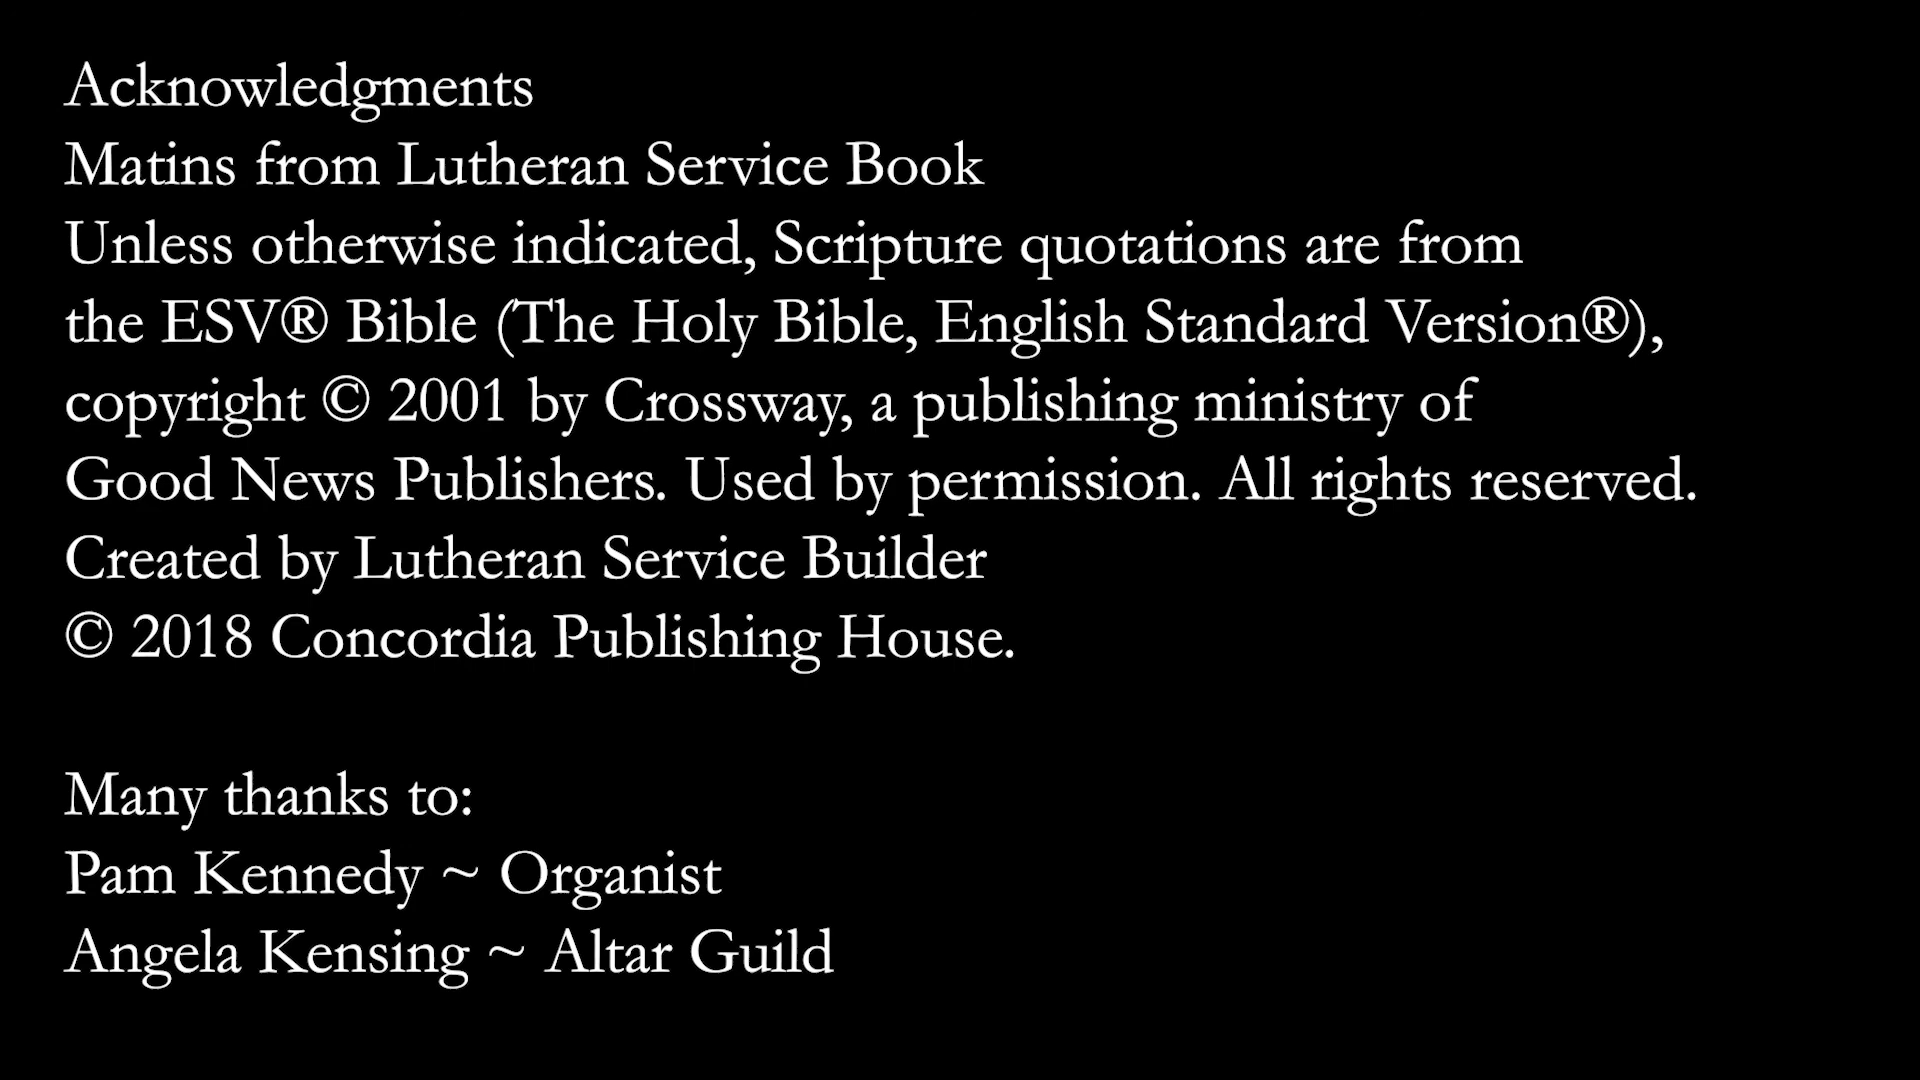 Acknowledgments
Matins from Lutheran Service Book
Unless otherwise indicated, Scripture quotations are from
the ESV® Bible (The Holy Bible, English Standard Version®),
copyright © 2001 by Crossway, a publishing ministry of
Good News Publishers. Used by permission. All rights reserved.
Created by Lutheran Service Builder
© 2018 Concordia Publishing House.
Many thanks to:
Pam Kennedy ~ Organist
Angela Kensing ~ Altar Guild